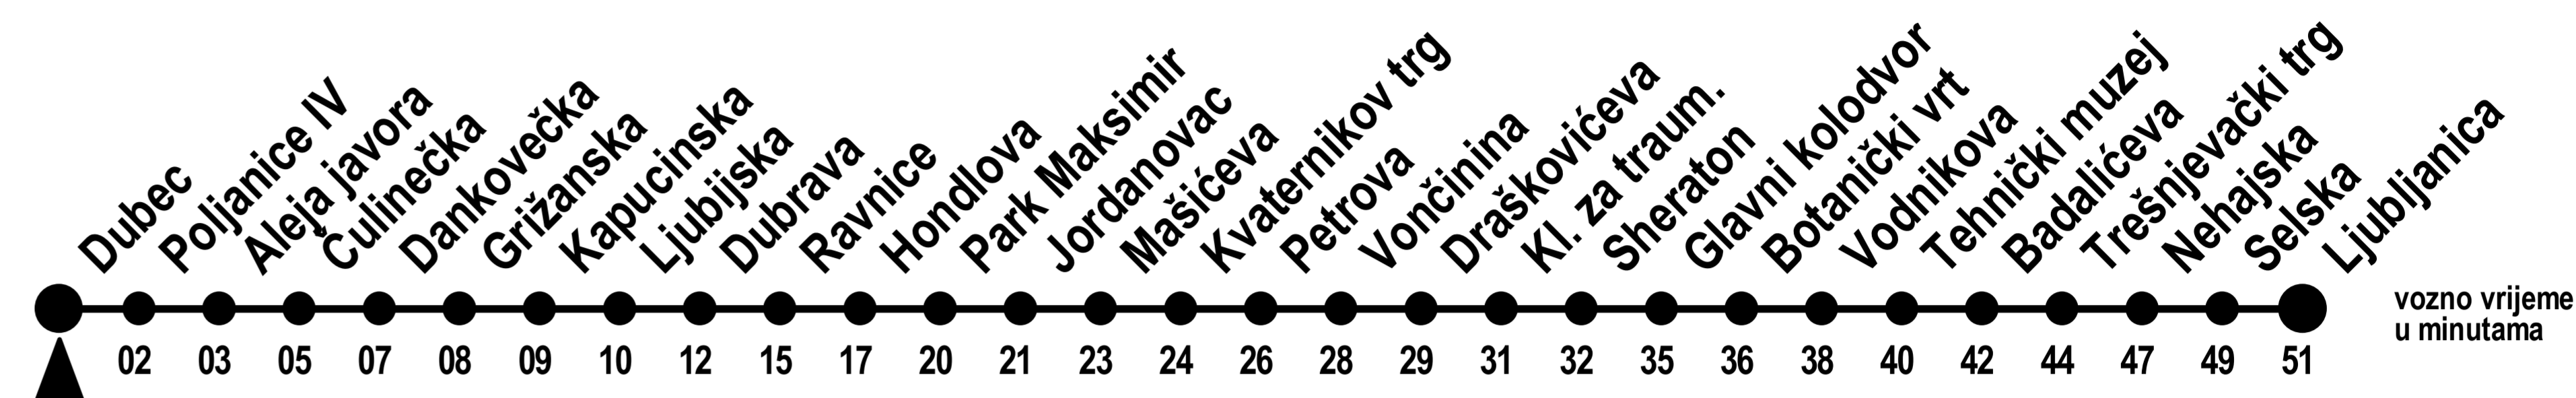 Dubec
Poljanice IV
Aleja javora
Čulinečka
Dankovečka
Grižanska
Kapucinska
Ljubijska
Dubrava
Ravnice
Hondlova
Park Maksimir
Jordanovac
Mašićeva
Kvaternikov trg
Petrova
Vončinina
Draškovićeva
Kl. za traum.
Sheraton
Glavni kolodvor
Botanički vrt
Vodnikova
Tehnički muzej
Badalićeva
Trešnjevački trg
Nehajska
Selska
Ljubljanica
vozno vrijeme
u minutama
02 03 05 07 08 09 10 12 15 17 20 21 23 24 26 28 29 31 32 35 36 38 40 42 44 47 49 51